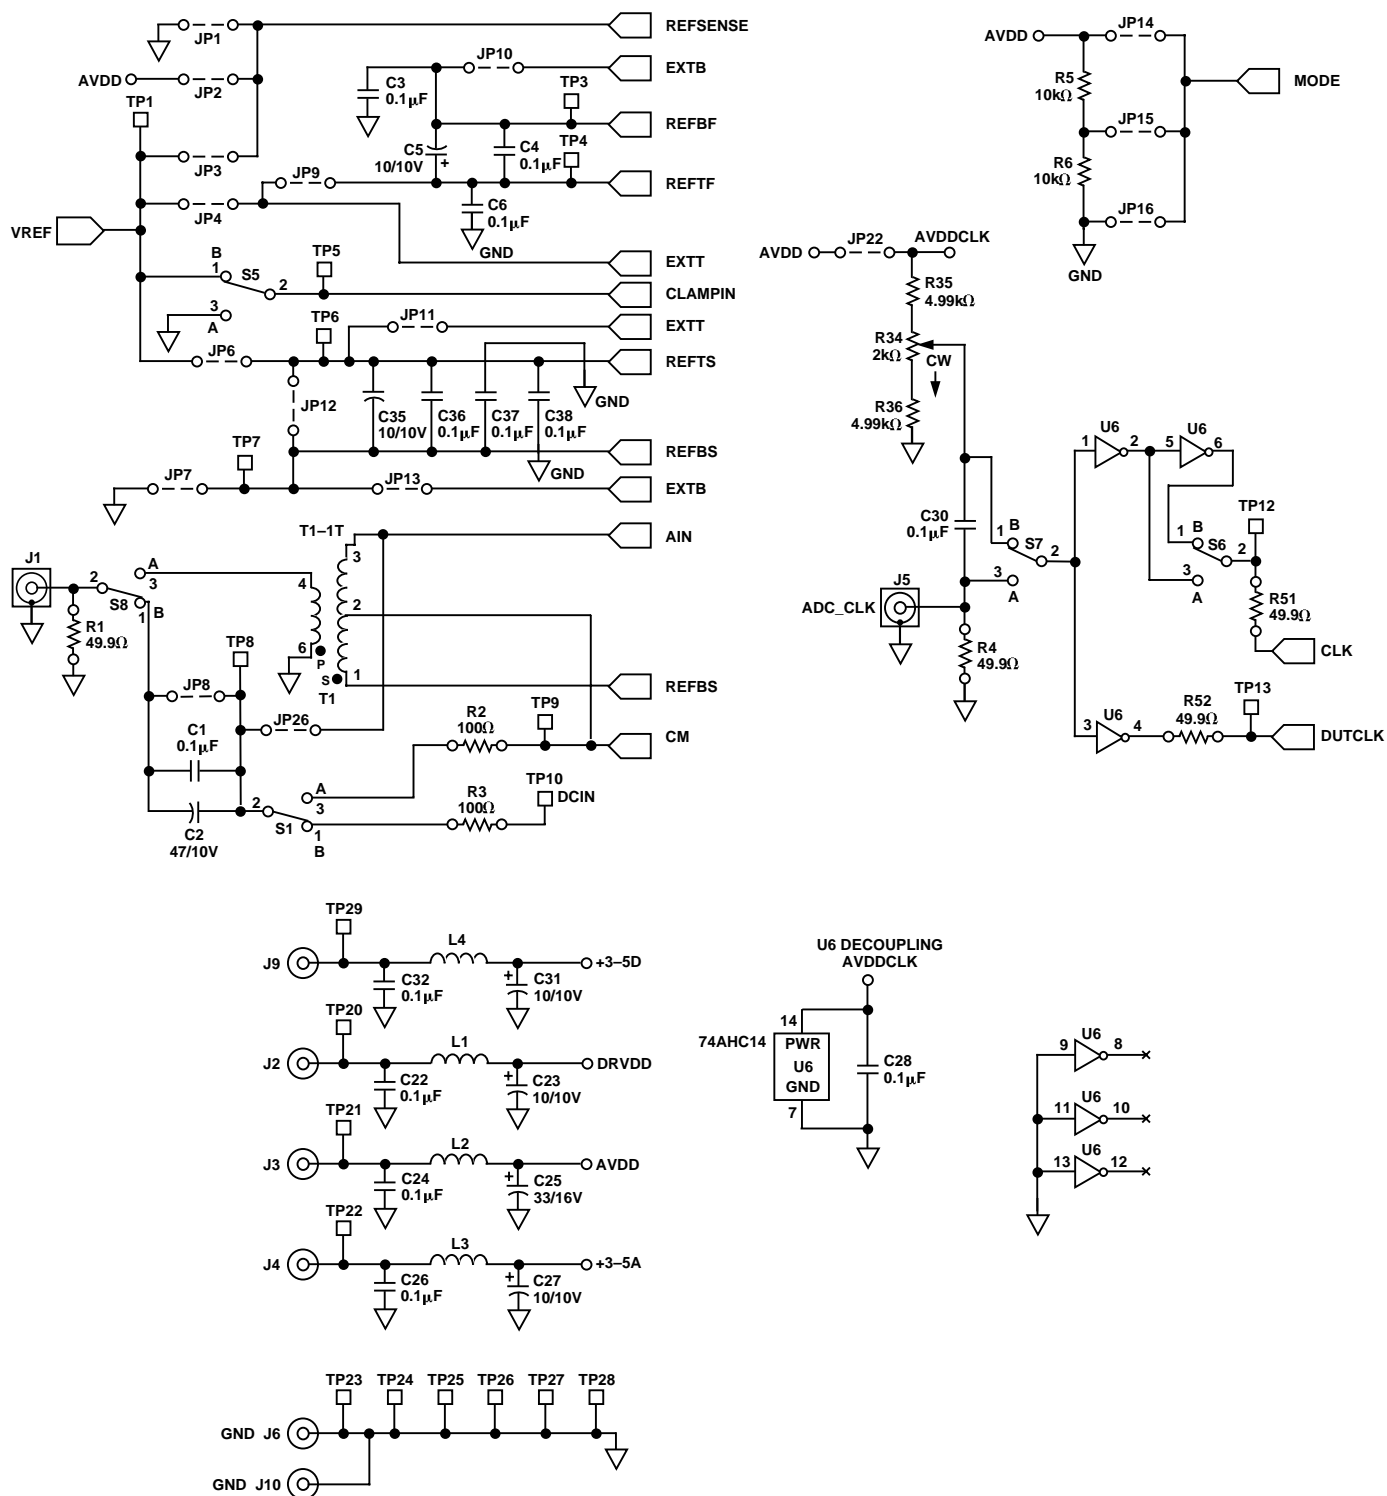 REFSENSE
JP1
AVDD
JP2
TP1
JP3
JP4
VREF
JP10
EXTB
C3
0.1µF
TP3
REFBF
C5
10/10V
+
C4
0.1µF
TP4
JP9
REFTF
C6
0.1µF
GND
EXTT
B
1
S5
2
3
A
TP5
CLAMPIN
JP11
EXTT
TP6
JP6
REFTS
JP12
C35
10/10V
C36
0.1µF
C37
0.1µF
C38
0.1µF
GND
REFBS
GND
TP7
JP7
JP13
EXTB
T1–1T
AIN
3
J1
2
A
3
S8
1
B
R1
49.9Ω
4
2
6
P
S
1
T1
REFBS
TP8
JP8
JP26
C1
0.1µF
C2
47/10V
R2
100Ω
TP9
CM
2
A
3
S1
1
B
R3
100Ω
TP10
DCIN
AVDD
JP14
R5
10kΩ
MODE
JP15
R6
10kΩ
JP16
GND
AVDD
JP22
AVDDCLK
R35
4.99kΩ
R34
2kΩ
CW
R36
4.99kΩ
C30
0.1µF
1
B
S7
2
3
A
J5
ADC_CLK
R4
49.9Ω
U6
1
2
U6
5
6
1
B
S6
2
3
A
TP12
R51
49.9Ω
CLK
U6
3
4
R52
49.9Ω
TP13
DUTCLK
TP29
J9
L4
+3–5D
C32
0.1µF
+
C31
10/10V
TP20
J2
L1
DRVDD
C22
0.1µF
+
C23
10/10V
TP21
J3
L2
AVDD
C24
0.1µF
+
C25
33/16V
TP22
J4
L3
+3–5A
C26
0.1µF
+
C27
10/10V
U6 DECOUPLING
AVDDCLK
14
74AHC14
PWR
U6
GND
7
C28
0.1µF
U6
9
8
U6
11
10
U6
13
12
TP23
TP24
TP25
TP26
TP27
TP28
GND J6
GND J10